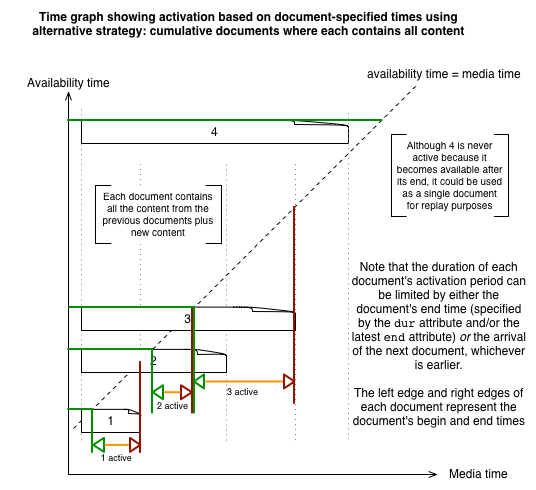 Time graph showing activation based on document-specified times using
alternative strategy: cumulative documents where each contains all content
Availability time
availability time = media time
4
Although 4 is never
active because it
becomes available after
its end, it could be used
as a single document
for replay purposes
Each document contains
all the content from the
previous documents plus
new content
Note that the duration of each
document's activation period can
be limited by either the
document's end time (specified
by the dur attribute and/or the
latest end attribute) or the arrival
of the next document, whichever
is earlier.
The left edge and right edges of
each document represent the
document's begin and end times
3
2
3 active
2 active
1
1 active
Media time